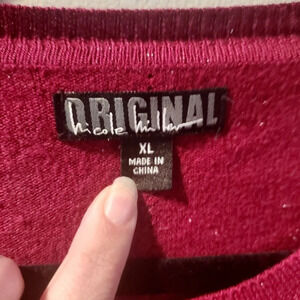 ORIGINAL
Nicole Miller
XL
MADE IN
CHINA